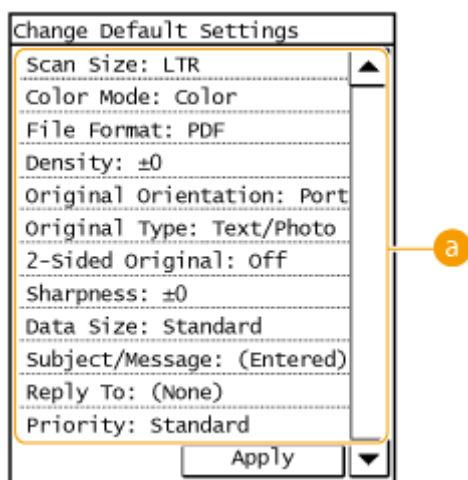 Change Default Settings
Scan Size: LTR
Color Mode: Color
File Format: PDF
Density: ±0
Original Orientation: Port
Original Type: Text/Photo
2-Sided Original: Off
Sharpness: ±0
Data Size: Standard
Subject/Message: (Entered)
Reply To: (None)
Priority: Standard
Apply
a